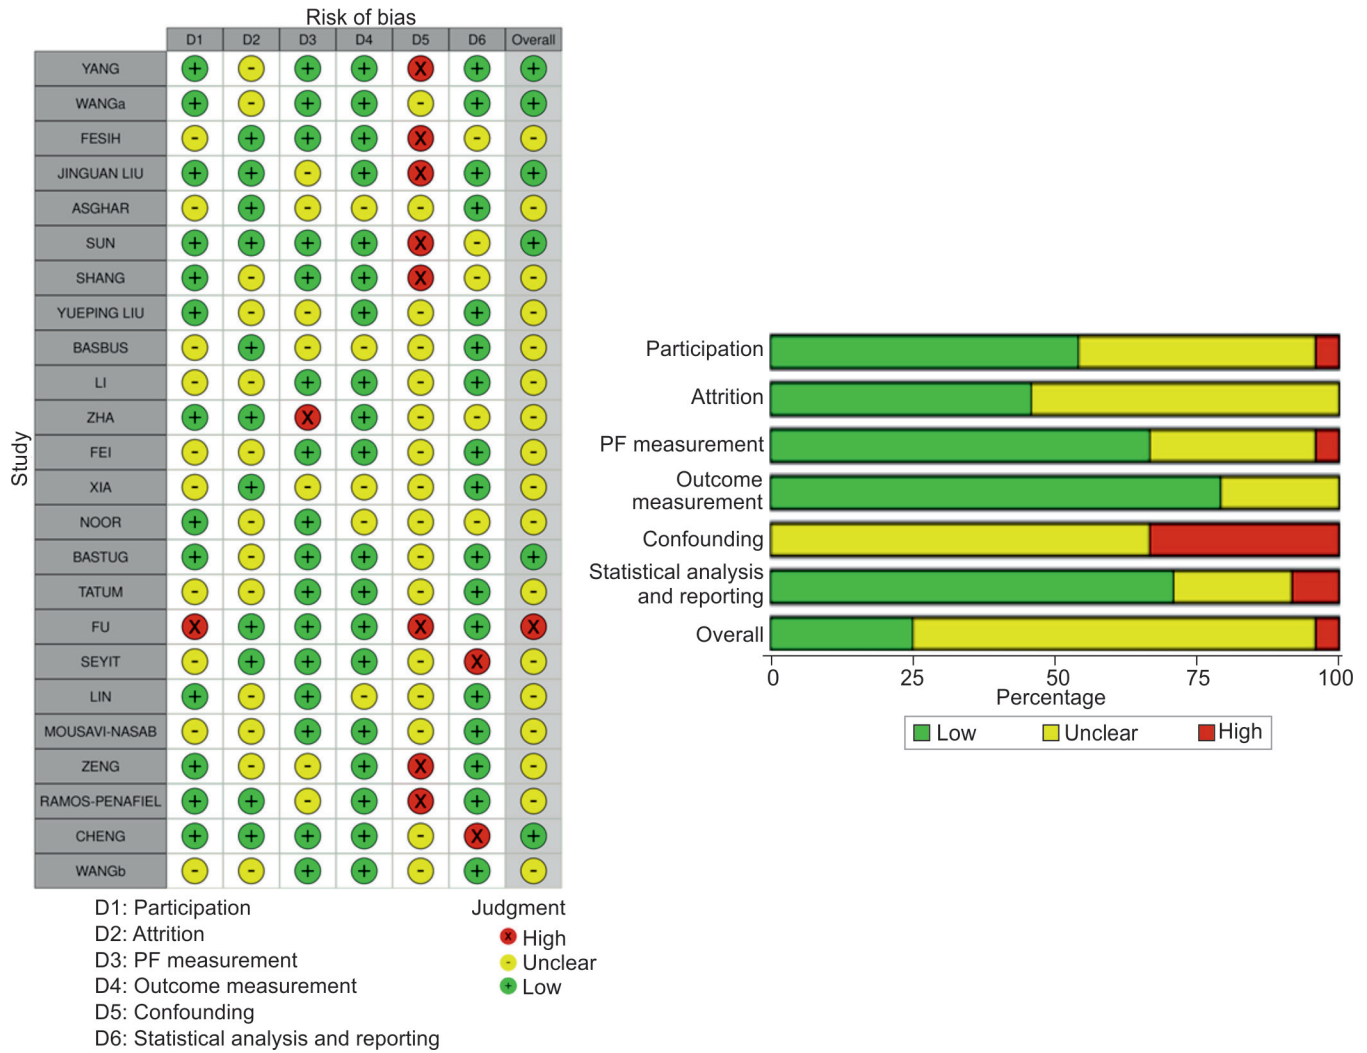 Risk of bias
D1 D2 D3 D4 D5 D6 Overall
YANG + - + + X + +
WANGa + - + + - + +
FESIH - + + + X - -
JINGUAN LIU + + - + X + +
ASGHAR - + - - - + -
SUN + + + + X - +
SHANG + - + + X - -
YUEPING LIU + - - + - + -
BASBUS - + - - - + -
LI - - + + - + -
ZHA + + X + - - -
FEI - - + + - + -
XIA - + - - - + -
NOOR + - + - - - -
BASTUG + - + + - + +
TATUM - - + + - + -
FU X + + + X + X
SEYIT - + + + - X -
LIN + - + - - + -
MOUSAVI-NASAB - - + + - + -
ZENG + - - + X + -
RAMOS-PENAFIEL + + - + X + -
CHENG + + + + - X +
WANGb - - + + - + -
Study
D1: Participation
D2: Attrition
D3: PF measurement
D4: Outcome measurement
D5: Confounding
D6: Statistical analysis and reporting
Judgment
X High
- Unclear
+ Low
Participation
Attrition
PF measurement
Outcome
measurement
Confounding
Statistical analysis
and reporting
Overall
0 25 50 75 100
Percentage
Low Unclear High